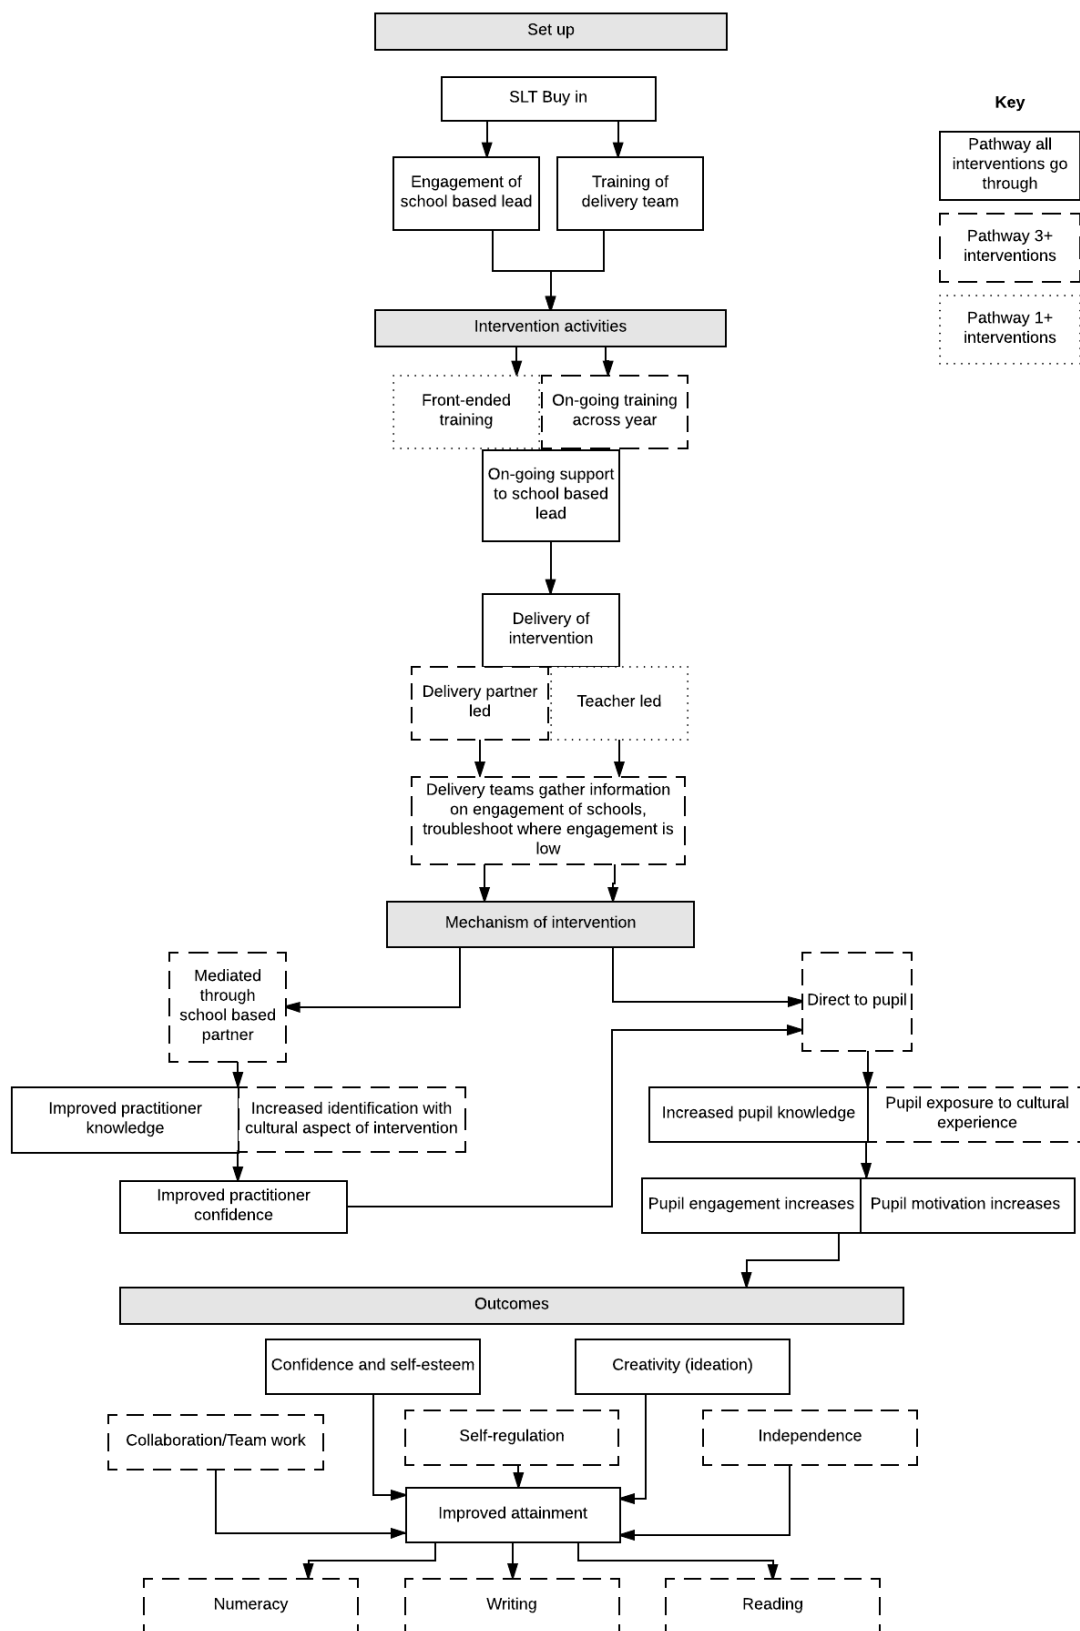 Set up
SLT Buy in
Key
Pathway all
interventions go
through
Engagement of
school based lead
Training of
delivery team
Pathway 3+
interventions
Intervention activities
Pathway 1+
interventions
Front-ended
training
On-going training
across year
On-going support
to school based
lead
Delivery of
intervention
Delivery partner
led
Teacher led
Delivery teams gather information
on engagement of schools,
troubleshoot where engagement is
low
Mechanism of intervention
Mediated
through
school based
partner
Direct to pupil
Improved practitioner
knowledge
Increased identification with
cultural aspect of intervention
Increased pupil knowledge
Pupil exposure to cultural
experience
Improved practitioner
confidence
Pupil engagement increases
Pupil motivation increases
Outcomes
Confidence and self-esteem
Creativity (ideation)
Collaboration/Team work
Self-regulation
Independence
Improved attainment
Numeracy
Writing
Reading